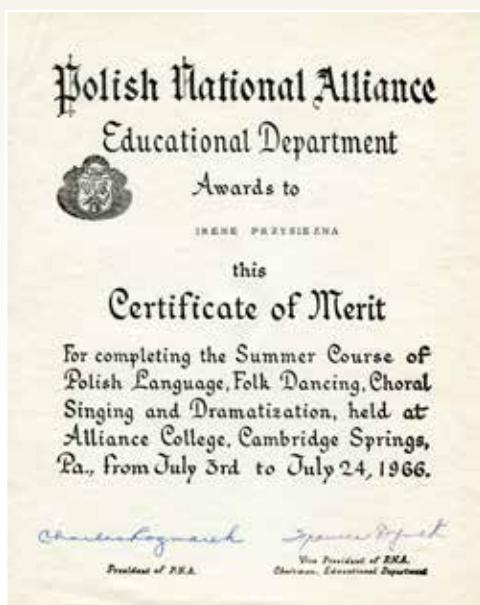 Polish National Alliance
Educational Department
Awards to
IRENE PRZYSIEZNA
this
Certificate of Merit
For completing the Summer Course of
Polish Language, Folk Dancing, Choral
Singing and Dramatization, held at
Alliance College, Cambridge Springs,
Pa., from July 3rd to July 24, 1966.
Charles
President of P.N.A.
Vice President of P.N.A.
Chairman, Educational Department